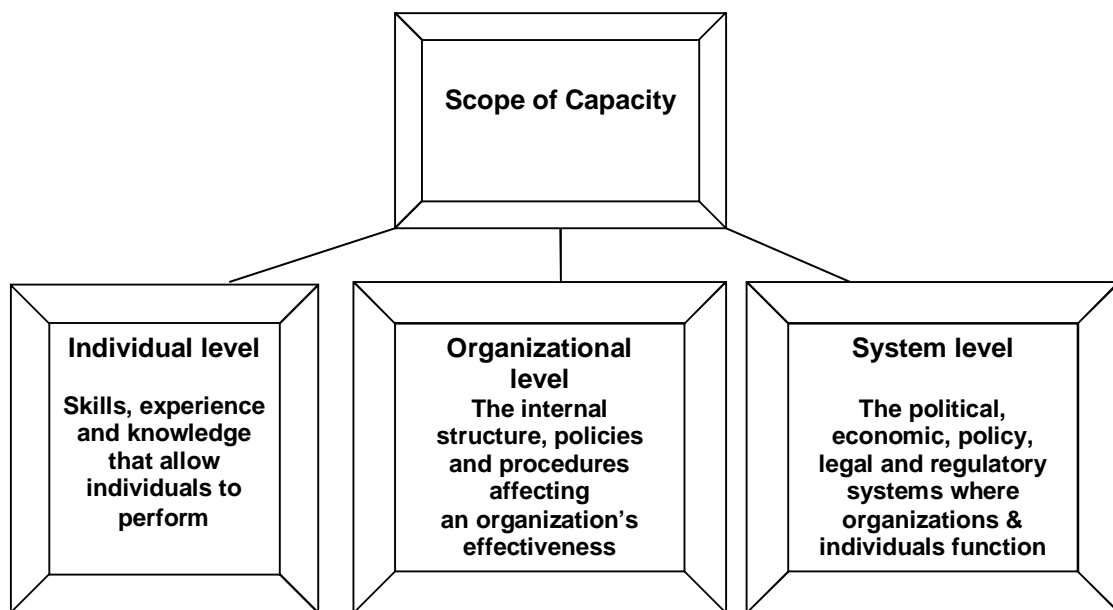 Scope of Capacity
Individual level
Skills, experience
and knowledge
that allow
individuals to
perform
Organizational
level
The internal
structure, policies
and procedures
affecting
an organization's
effectiveness
System level
The political,
economic, policy,
legal and regulatory
systems where
organizations &
individuals function